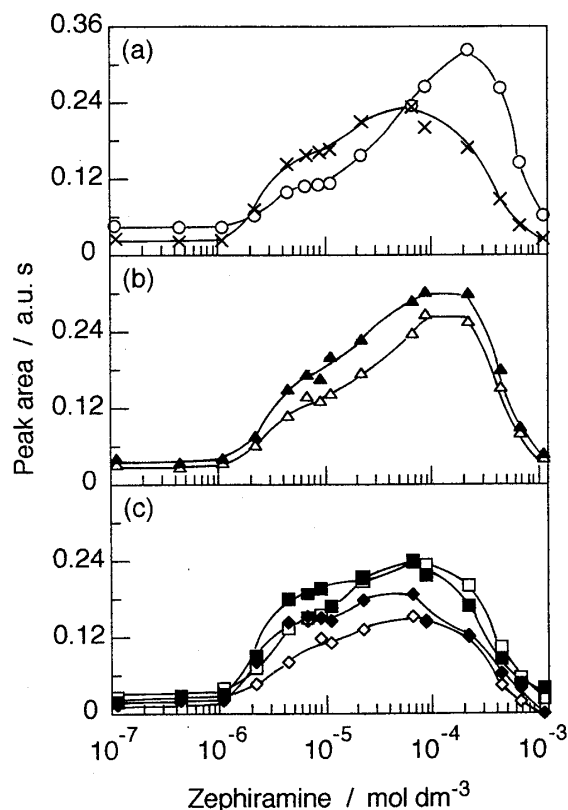 0.36
(a)
0.24
0.12
0
(b)
0.24
0.12
0
(c)
0.24
0.12
0
Peak area / a.u. s
10⁻⁷ 10⁻⁶ 10⁻⁵ 10⁻⁴ 10⁻³
Zephiramine / mol dm⁻³